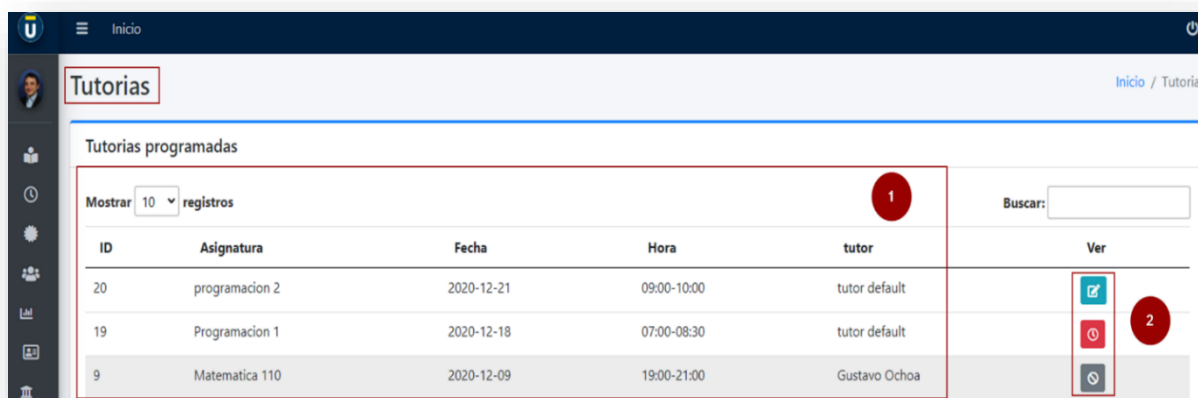 Inicio
Tutorias
Inicio / Tutoria
Tutorias programadas
Mostrar 10 registros
1
Buscar:
ID Asignatura Fecha Hora tutor Ver
20 programacion 2 2020-12-21 09:00-10:00 tutor default
19 Programacion 1 2020-12-18 07:00-08:30 tutor default
2
9 Matematica 110 2020-12-09 19:00-21:00 Gustavo Ochoa